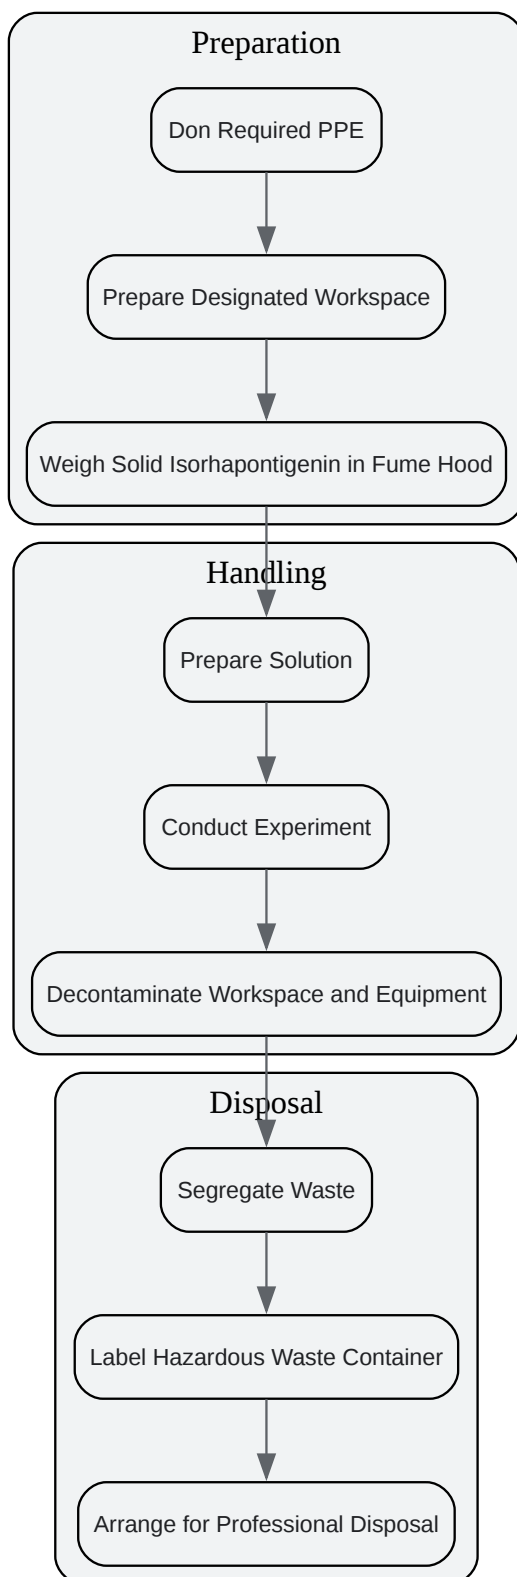 Preparation
Don Required PPE
Prepare Designated Workspace
Weigh Solid Isorhapontigenin in Fume Hood
Handling
Prepare Solution
Conduct Experiment
Decontaminate Workspace and Equipment
Disposal
Segregate Waste
Label Hazardous Waste Container
Arrange for Professional Disposal